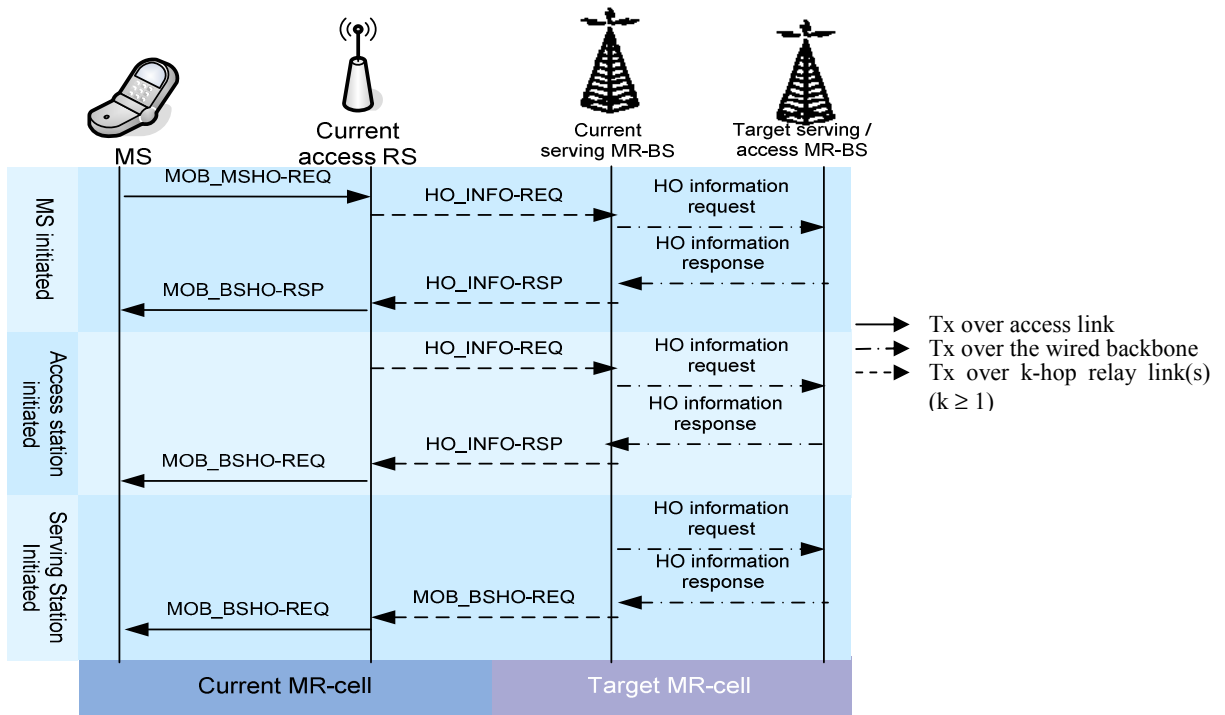 MS
Current
access RS
Current
serving MR-BS
Target serving /
access MR-BS
MS initiated
MOB_MSHO-REQ
HO_INFO-REQ
HO information
request
HO information
response
HO_INFO-RSP
MOB_BSHO-RSP
Access station
initiated
HO_INFO-REQ
HO information
request
HO information
response
HO_INFO-RSP
MOB_BSHO-REQ
Serving Station
Initiated
HO information
request
HO information
response
MOB_BSHO-REQ
MOB_BSHO-REQ
Current MR-cell
Target MR-cell
Tx over access link
Tx over the wired backbone
Tx over k-hop relay link(s)
(k ≥ 1)